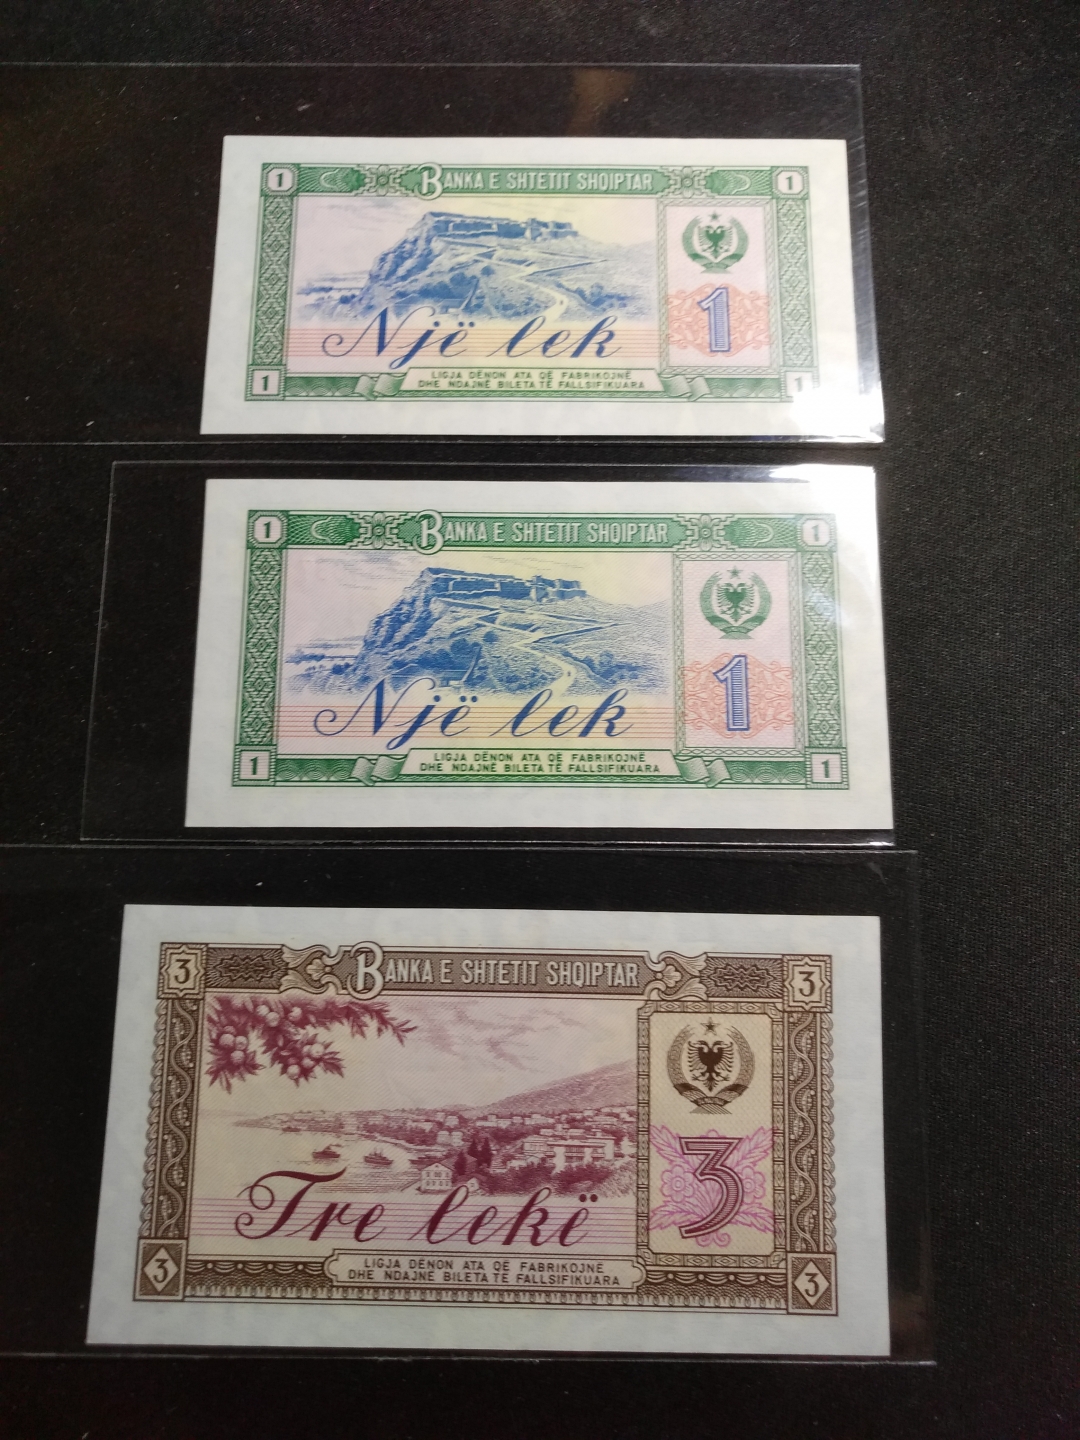 1 BANKA E SHTETIT SHQIPTAR 1
1
Një lek
1 LIGJA DËNON ATA QË FABRIKOJNË 1
DHE NDAJNË BILETA TË FALLSIFIKUARA
1 BANKA E SHTETIT SHQIPTAR 1
1
Një lek
1 LIGJA DËNON ATA QË FABRIKOJNË 1
DHE NDAJNË BILETA TË FALLSIFIKUARA
3 BANKA E SHTETIT SHQIPTAR 3
3
Tre lekë
3 LIGJA DËNON ATA QË FABRIKOJNË 3
DHE NDAJNË BILETA TË FALLSIFIKUARA